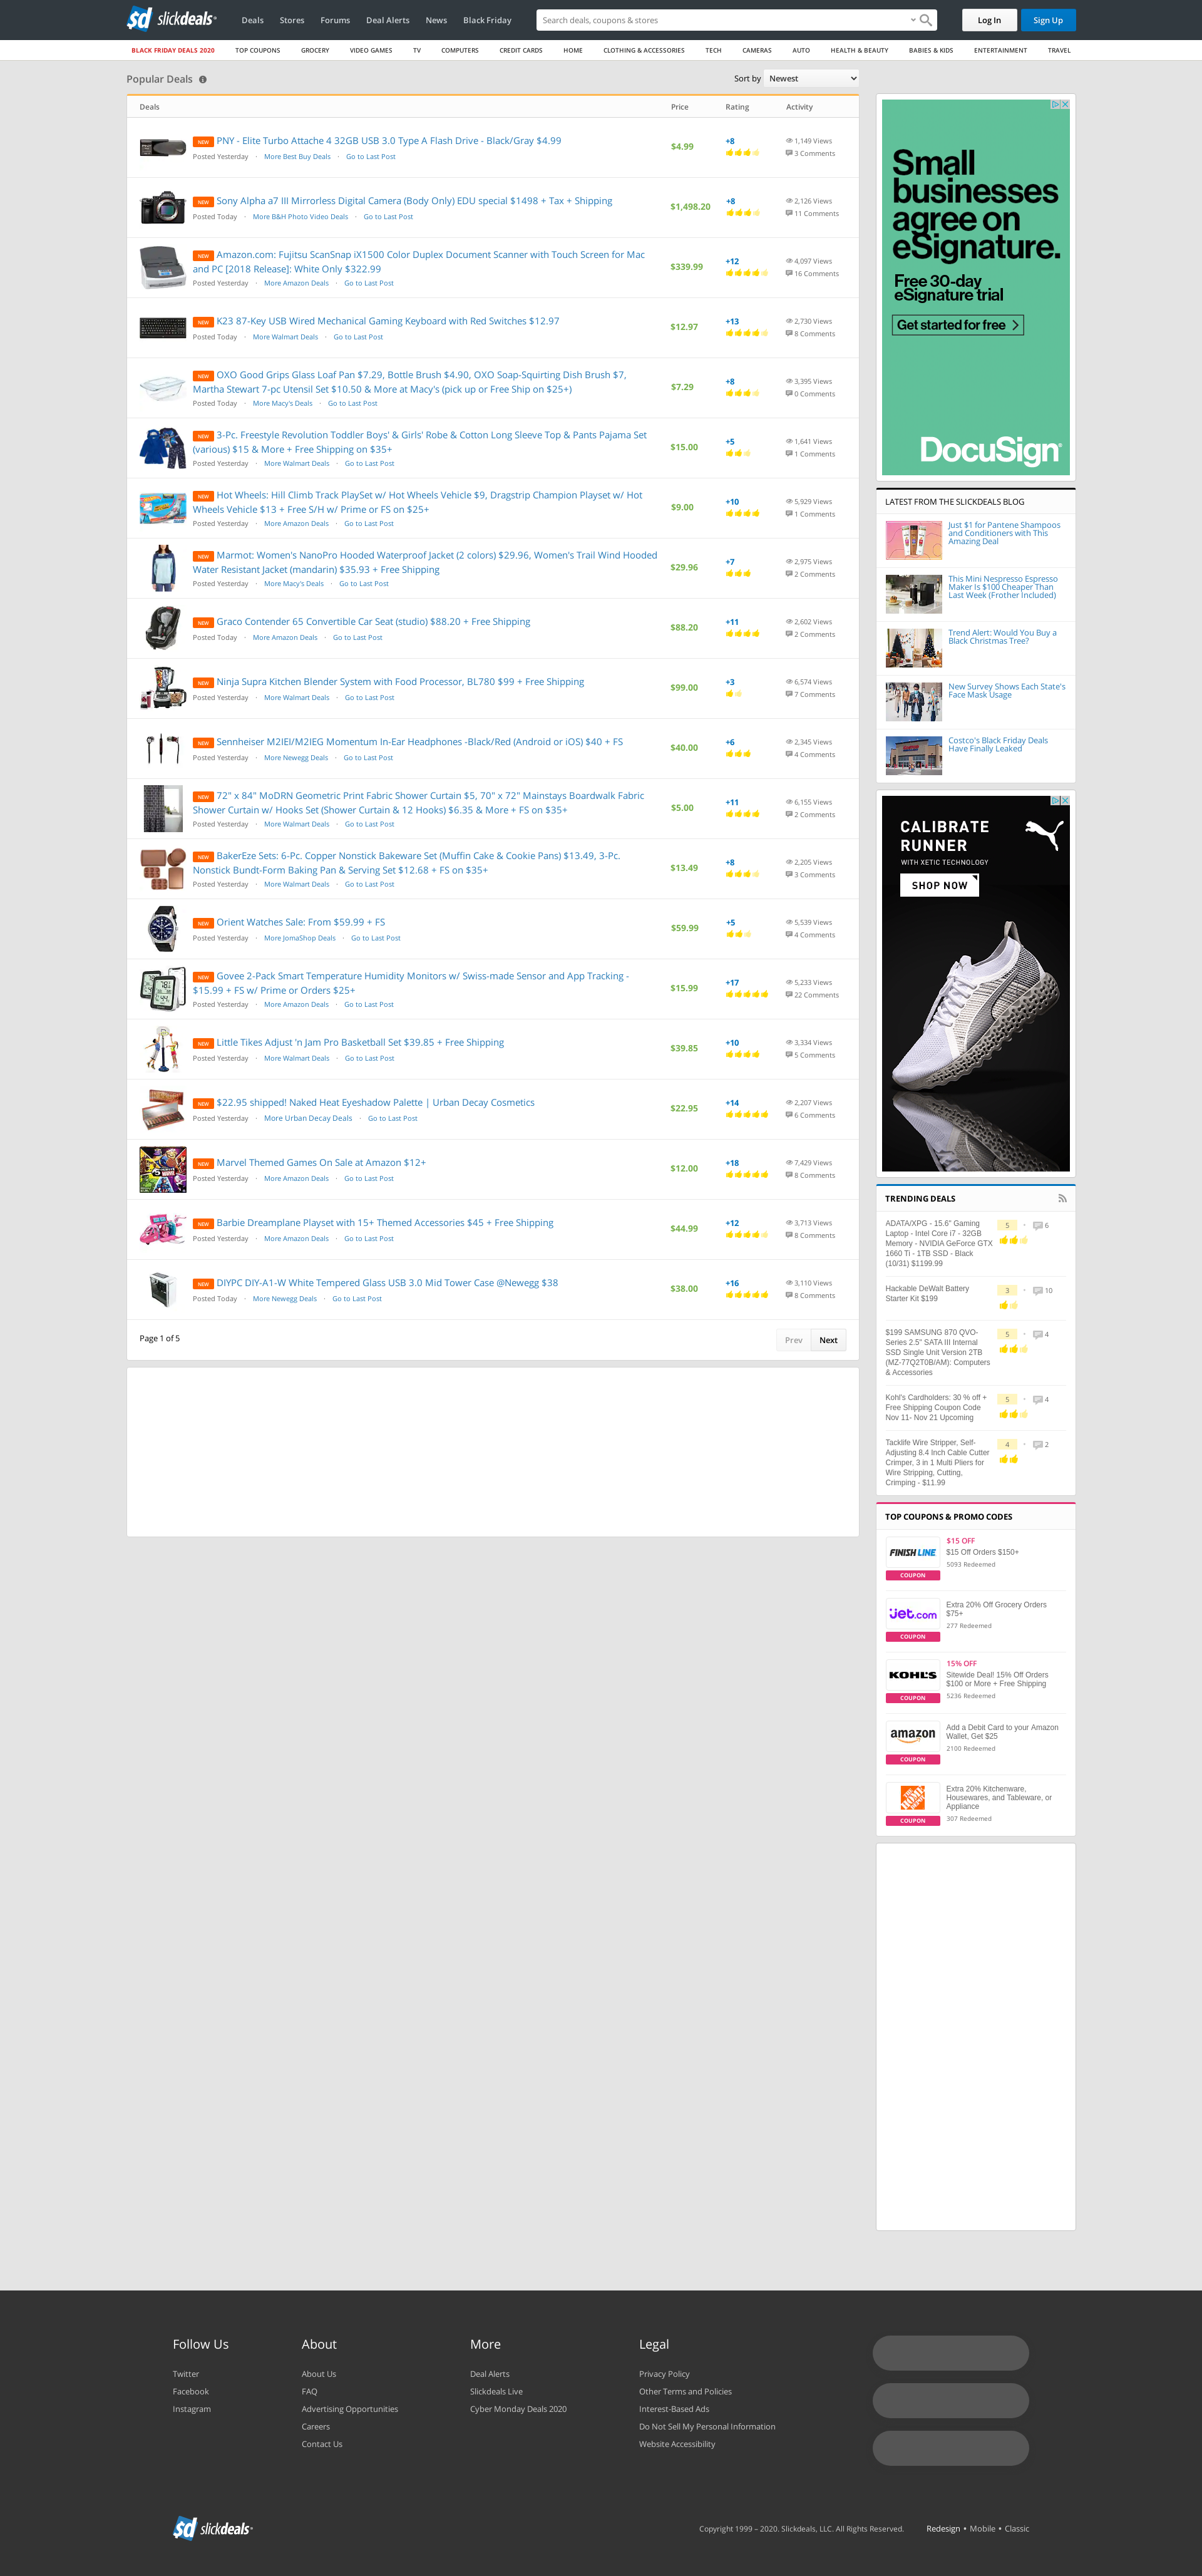 sd slickdeals
Deals
Stores
Forums
Deal Alerts
News
Black Friday
Search deals, coupons & stores
Log In
Sign Up
BLACK FRIDAY DEALS 2020
TOP COUPONS
GROCERY
VIDEO GAMES
TV
COMPUTERS
CREDIT CARDS
HOME
CLOTHING & ACCESSORIES
TECH
CAMERAS
AUTO
HEALTH & BEAUTY
BABIES & KIDS
ENTERTAINMENT
TRAVEL
Popular Deals
Sort by Newest
Deals
Price
Rating
Activity
NEW PNY - Elite Turbo Attache 4 32GB USB 3.0 Type A Flash Drive - Black/Gray $4.99
Posted Yesterday · More Best Buy Deals · Go to Last Post
$4.99
+8
1,149 Views
3 Comments
NEW Sony Alpha a7 III Mirrorless Digital Camera (Body Only) EDU special $1498 + Tax + Shipping
Posted Today · More B&H Photo Video Deals · Go to Last Post
$1,498.20
+8
2,126 Views
11 Comments
NEW Amazon.com: Fujitsu ScanSnap iX1500 Color Duplex Document Scanner with Touch Screen for Mac
and PC [2018 Release]: White Only $322.99
Posted Yesterday · More Amazon Deals · Go to Last Post
$339.99
+12
4,097 Views
16 Comments
NEW K23 87-Key USB Wired Mechanical Gaming Keyboard with Red Switches $12.97
Posted Today · More Walmart Deals · Go to Last Post
$12.97
+13
2,730 Views
8 Comments
NEW OXO Good Grips Glass Loaf Pan $7.29, Bottle Brush $4.90, OXO Soap-Squirting Dish Brush $7,
Martha Stewart 7-pc Utensil Set $10.50 & More at Macy's (pick up or Free Ship on $25+)
Posted Today · More Macy's Deals · Go to Last Post
$7.29
+8
3,395 Views
0 Comments
NEW 3-Pc. Freestyle Revolution Toddler Boys' & Girls' Robe & Cotton Long Sleeve Top & Pants Pajama Set
(various) $15 & More + Free Shipping on $35+
Posted Yesterday · More Walmart Deals · Go to Last Post
$15.00
+5
1,641 Views
1 Comments
NEW Hot Wheels: Hill Climb Track PlaySet w/ Hot Wheels Vehicle $9, Dragstrip Champion Playset w/ Hot
Wheels Vehicle $13 + Free S/H w/ Prime or FS on $25+
Posted Yesterday · More Amazon Deals · Go to Last Post
$9.00
+10
5,929 Views
1 Comments
NEW Marmot: Women's NanoPro Hooded Waterproof Jacket (2 colors) $29.96, Women's Trail Wind Hooded
Water Resistant Jacket (mandarin) $35.93 + Free Shipping
Posted Yesterday · More Macy's Deals · Go to Last Post
$29.96
+7
2,975 Views
2 Comments
NEW Graco Contender 65 Convertible Car Seat (studio) $88.20 + Free Shipping
Posted Today · More Amazon Deals · Go to Last Post
$88.20
+11
2,602 Views
2 Comments
NEW Ninja Supra Kitchen Blender System with Food Processor, BL780 $99 + Free Shipping
Posted Yesterday · More Walmart Deals · Go to Last Post
$99.00
+3
6,574 Views
7 Comments
NEW Sennheiser M2IEI/M2IEG Momentum In-Ear Headphones -Black/Red (Android or iOS) $40 + FS
Posted Yesterday · More Newegg Deals · Go to Last Post
$40.00
+6
2,345 Views
4 Comments
NEW 72" x 84" MoDRN Geometric Print Fabric Shower Curtain $5, 70" x 72" Mainstays Boardwalk Fabric
Shower Curtain w/ Hooks Set (Shower Curtain & 12 Hooks) $6.35 & More + FS on $35+
Posted Yesterday · More Walmart Deals · Go to Last Post
$5.00
+11
6,155 Views
2 Comments
NEW BakerEze Sets: 6-Pc. Copper Nonstick Bakeware Set (Muffin Cake & Cookie Pans) $13.49, 3-Pc.
Nonstick Bundt-Form Baking Pan & Serving Set $12.68 + FS on $35+
Posted Yesterday · More Walmart Deals · Go to Last Post
$13.49
+8
2,205 Views
3 Comments
NEW Orient Watches Sale: From $59.99 + FS
Posted Yesterday · More JomaShop Deals · Go to Last Post
$59.99
+5
5,539 Views
4 Comments
NEW Govee 2-Pack Smart Temperature Humidity Monitors w/ Swiss-made Sensor and App Tracking -
$15.99 + FS w/ Prime or Orders $25+
Posted Yesterday · More Amazon Deals · Go to Last Post
$15.99
+17
5,233 Views
22 Comments
NEW Little Tikes Adjust 'n Jam Pro Basketball Set $39.85 + Free Shipping
Posted Yesterday · More Walmart Deals · Go to Last Post
$39.85
+10
3,334 Views
5 Comments
NEW $22.95 shipped! Naked Heat Eyeshadow Palette | Urban Decay Cosmetics
Posted Yesterday · More Urban Decay Deals · Go to Last Post
$22.95
+14
2,207 Views
6 Comments
NEW Marvel Themed Games On Sale at Amazon $12+
Posted Yesterday · More Amazon Deals · Go to Last Post
$12.00
+18
7,429 Views
8 Comments
NEW Barbie Dreamplane Playset with 15+ Themed Accessories $45 + Free Shipping
Posted Yesterday · More Amazon Deals · Go to Last Post
$44.99
+12
3,713 Views
8 Comments
NEW DIYPC DIY-A1-W White Tempered Glass USB 3.0 Mid Tower Case @Newegg $38
Posted Today · More Newegg Deals · Go to Last Post
$38.00
+16
3,110 Views
8 Comments
Page 1 of 5
Prev
Next
Small
businesses
agree on
eSignature.
Free 30-day
eSignature trial
Get started for free
DocuSign
LATEST FROM THE SLICKDEALS BLOG
Just $1 for Pantene Shampoos
and Conditioners with This
Amazing Deal
This Mini Nespresso Espresso
Maker Is $100 Cheaper Than
Last Week (Frother Included)
Trend Alert: Would You Buy a
Black Christmas Tree?
New Survey Shows Each State's
Face Mask Usage
Costco's Black Friday Deals
Have Finally Leaked
CALIBRATE
RUNNER
WITH XETIC TECHNOLOGY
SHOP NOW
TRENDING DEALS
ADATA/XPG - 15.6" Gaming
Laptop - Intel Core i7 - 32GB
Memory - NVIDIA GeForce GTX
1660 Ti - 1TB SSD - Black
(10/31) $1199.99
5 · 6
Hackable DeWalt Battery
Starter Kit $199
3 · 10
$199 SAMSUNG 870 QVO-
Series 2.5" SATA III Internal
SSD Single Unit Version 2TB
(MZ-77Q2T0B/AM): Computers
& Accessories
5 · 4
Kohl's Cardholders: 30 % off +
Free Shipping Coupon Code
Nov 11- Nov 21 Upcoming
5 · 4
Tacklife Wire Stripper, Self-
Adjusting 8.4 Inch Cable Cutter
Crimper, 3 in 1 Multi Pliers for
Wire Stripping, Cutting,
Crimping - $11.99
4 · 2
TOP COUPONS & PROMO CODES
FINISH LINE
COUPON
$15 OFF
$15 Off Orders $150+
5093 Redeemed
jet.com
COUPON
Extra 20% Off Grocery Orders
$75+
277 Redeemed
KOHL'S
COUPON
15% OFF
Sitewide Deal! 15% Off Orders
$100 or More + Free Shipping
5236 Redeemed
amazon
COUPON
Add a Debit Card to your Amazon
Wallet, Get $25
2100 Redeemed
COUPON
Extra 20% Kitchenware,
Housewares, and Tableware, or
Appliance
307 Redeemed
Follow Us
Twitter
Facebook
Instagram
About
About Us
FAQ
Advertising Opportunities
Careers
Contact Us
More
Deal Alerts
Slickdeals Live
Cyber Monday Deals 2020
Legal
Privacy Policy
Other Terms and Policies
Interest-Based Ads
Do Not Sell My Personal Information
Website Accessibility
sd slickdeals
Copyright 1999 – 2020. Slickdeals, LLC. All Rights Reserved.
Redesign • Mobile • Classic